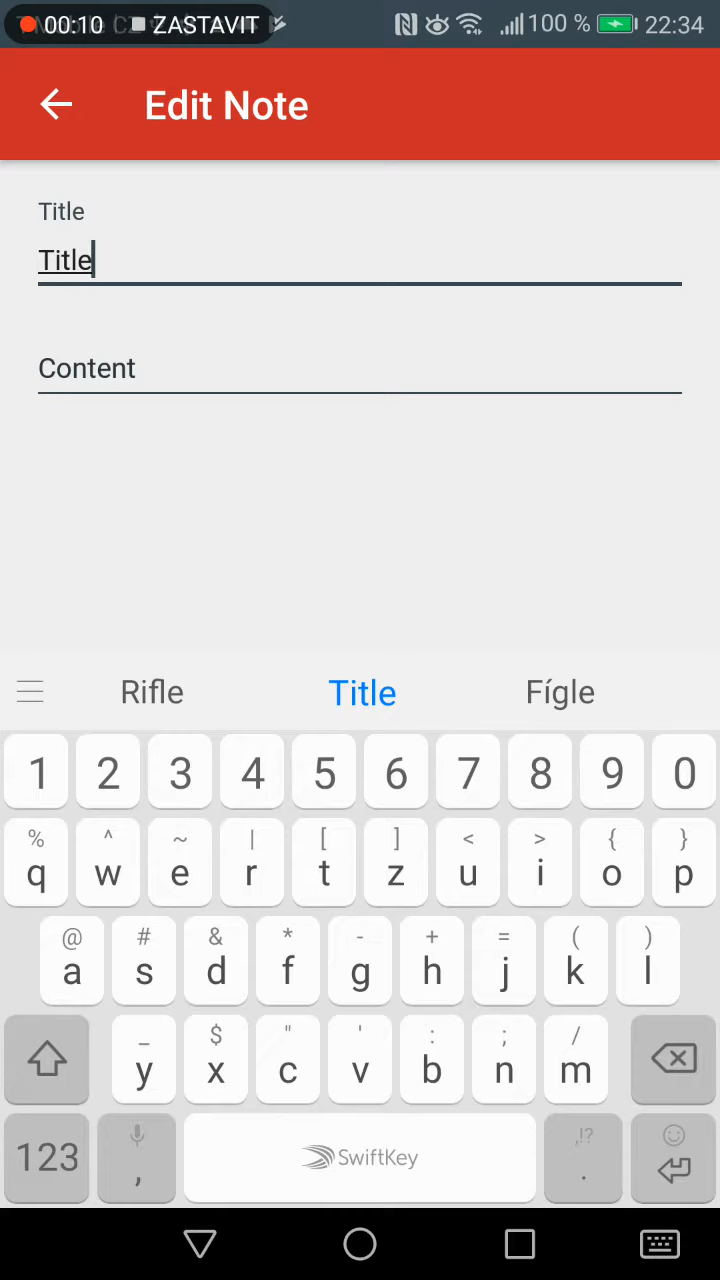 00:10 ZASTAVIT 100 % 22:34
Edit Note
Title
Title
Content
Rifle Title Fígle
1 2 3 4 5 6 7 8 9 0
% ^ ~ | [ ] < > { }
q w e r t z u i o p
@ # & * - + = ( )
a s d f g h j k l
_ $ " ' : ; /
y x c v b n m
,!?
123 , SwiftKey .